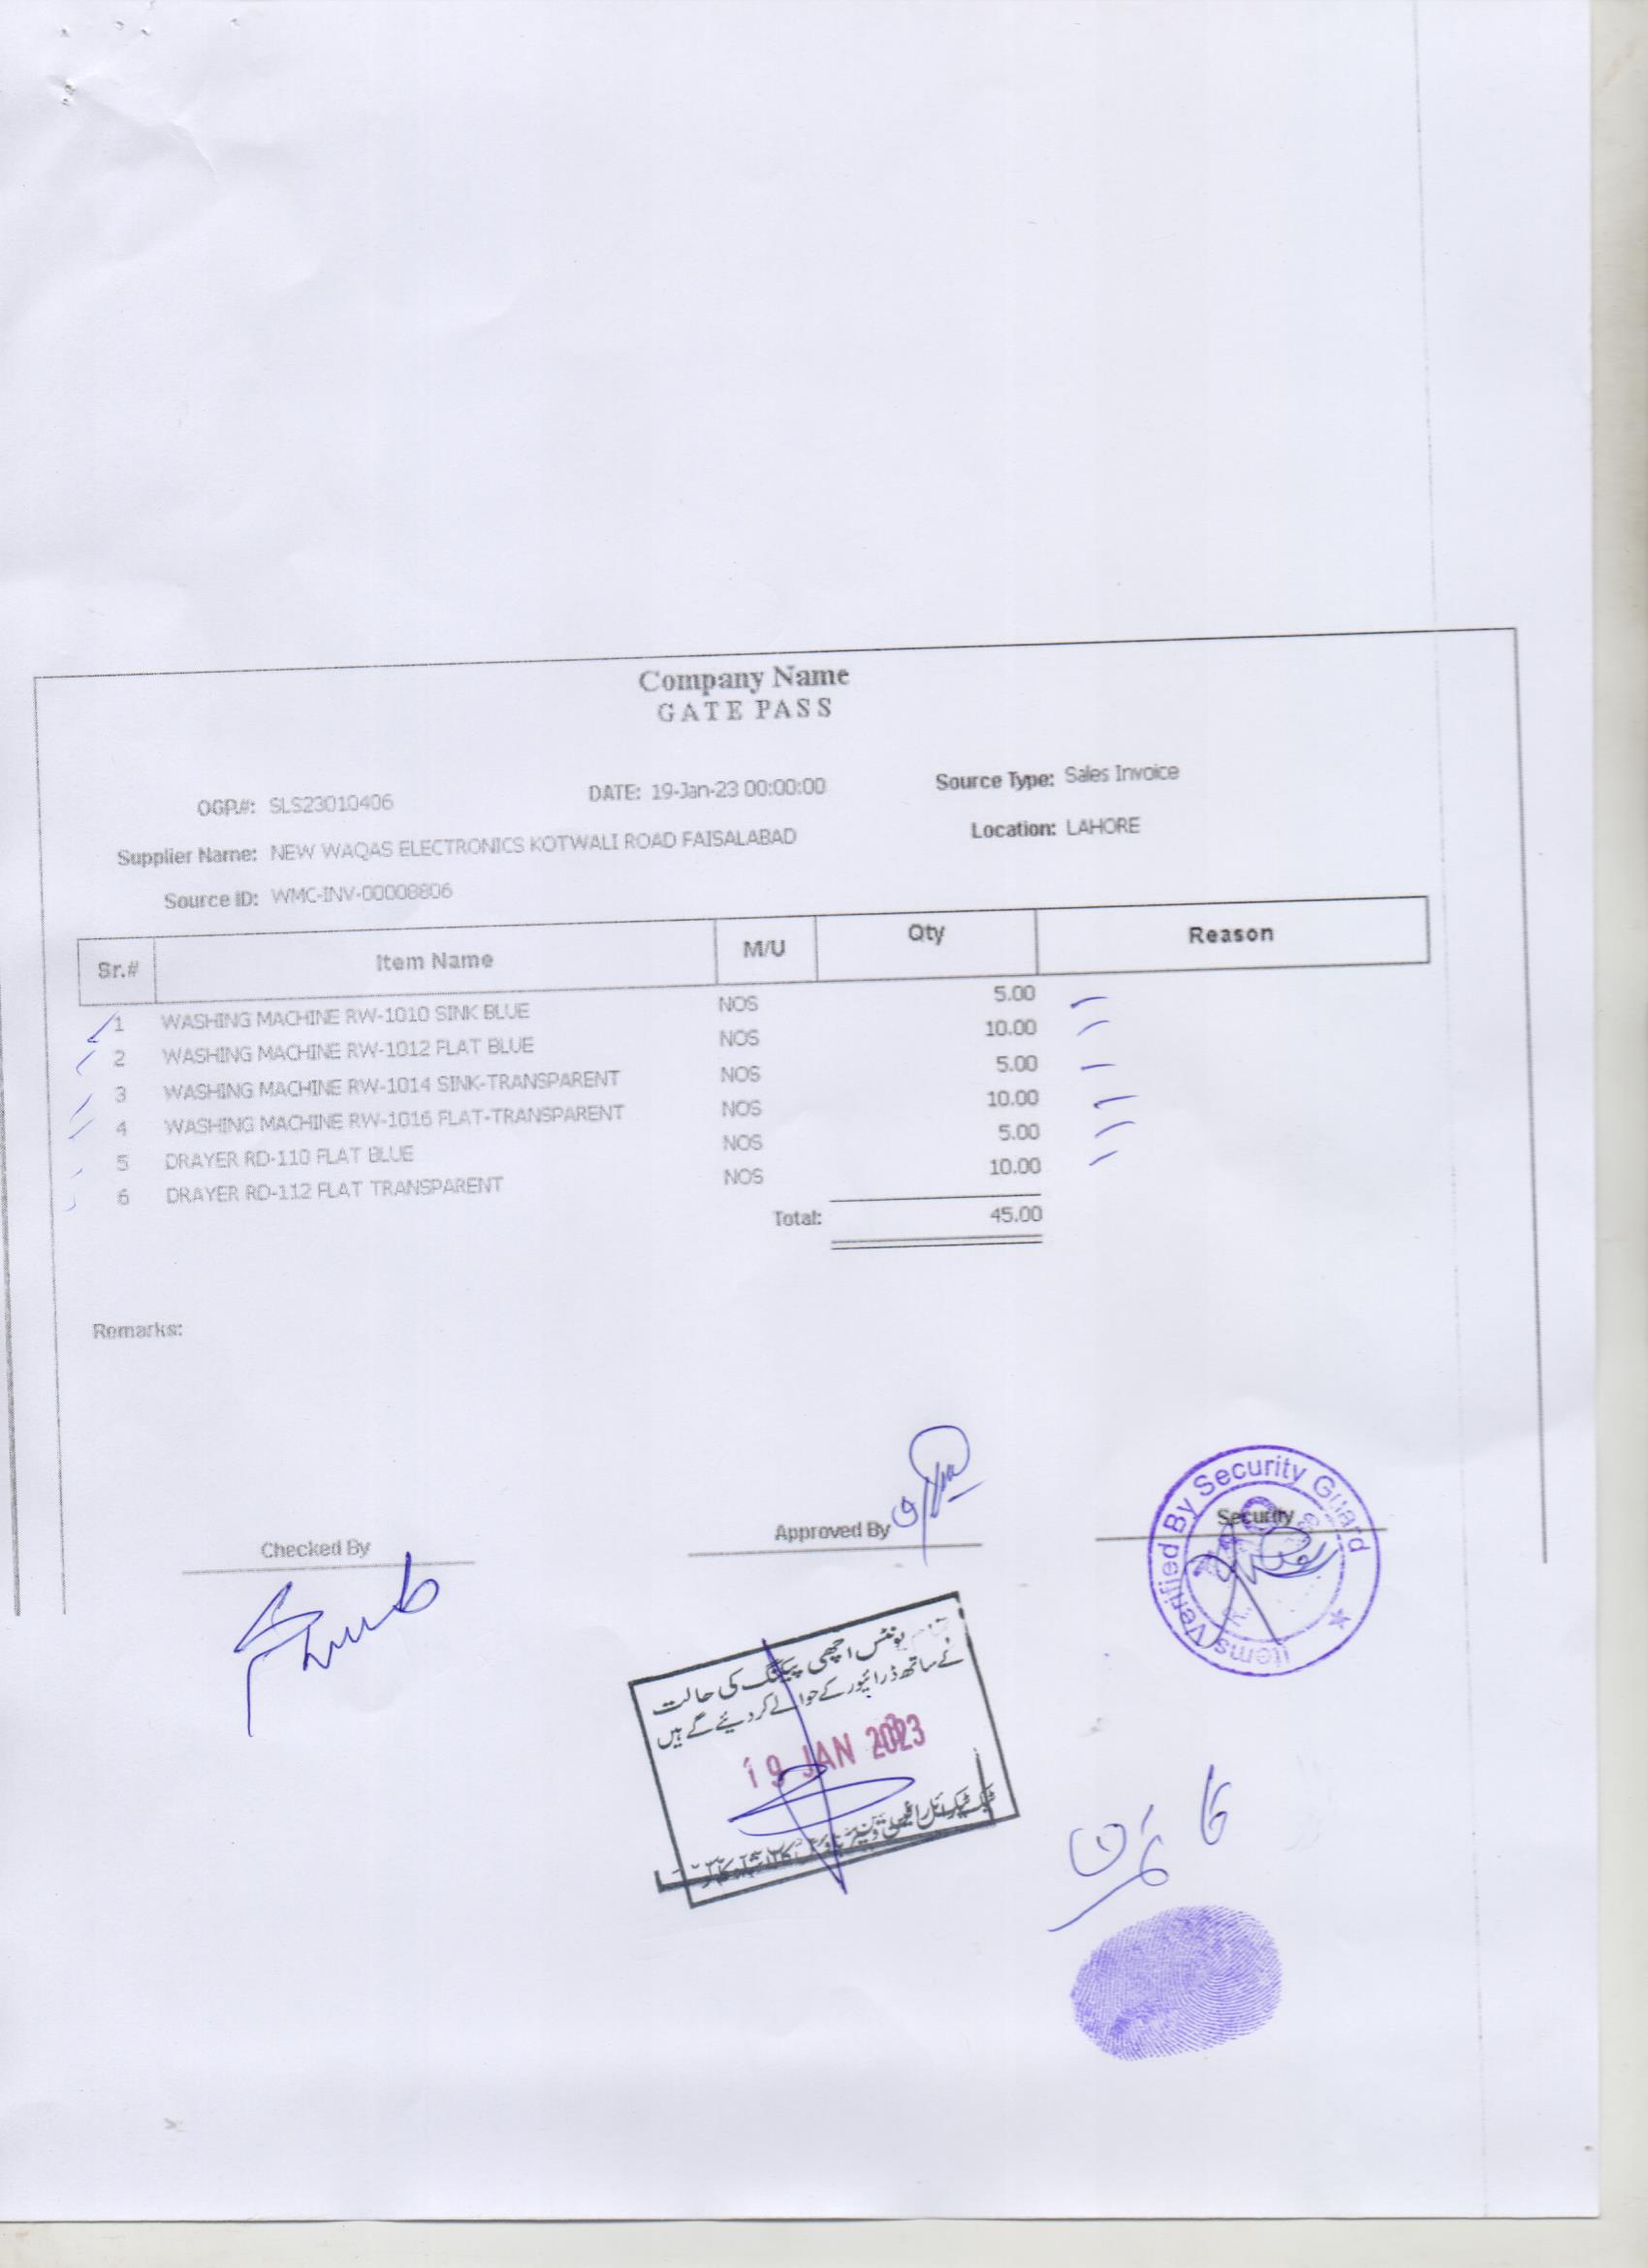 Company Name
GATE PASS
OGP.#: SLS23010406 DATE: 19-Jan-23 00:00:00 Source Type: Sales Invoice
Supplier Name: NEW WAQAS ELECTRONICS KOTWALI ROAD FAISALABAD Location: LAHORE
Source ID: WMC-INV-00008806
Sr.# Item Name M/U Qty Reason
1 WASHING MACHINE RW-1010 SINK BLUE NOS 5.00
2 WASHING MACHINE RW-1012 FLAT BLUE NOS 10.00
3 WASHING MACHINE RW-1014 SINK-TRANSPARENT NOS 5.00
4 WASHING MACHINE RW-1016 FLAT-TRANSPARENT NOS 10.00
5 DRAYER RD-110 FLAT BLUE NOS 5.00
6 DRAYER RD-112 FLAT TRANSPARENT NOS 10.00
Total: 45.00
Remarks:
Checked By Approved By Security
Items Verified By Security Guard
یونٹس اچھی پیکنگ کی حالت
کے ساتھ ڈرائیور کے حوالے کر دیئے گے ہیں
19 JAN 2023